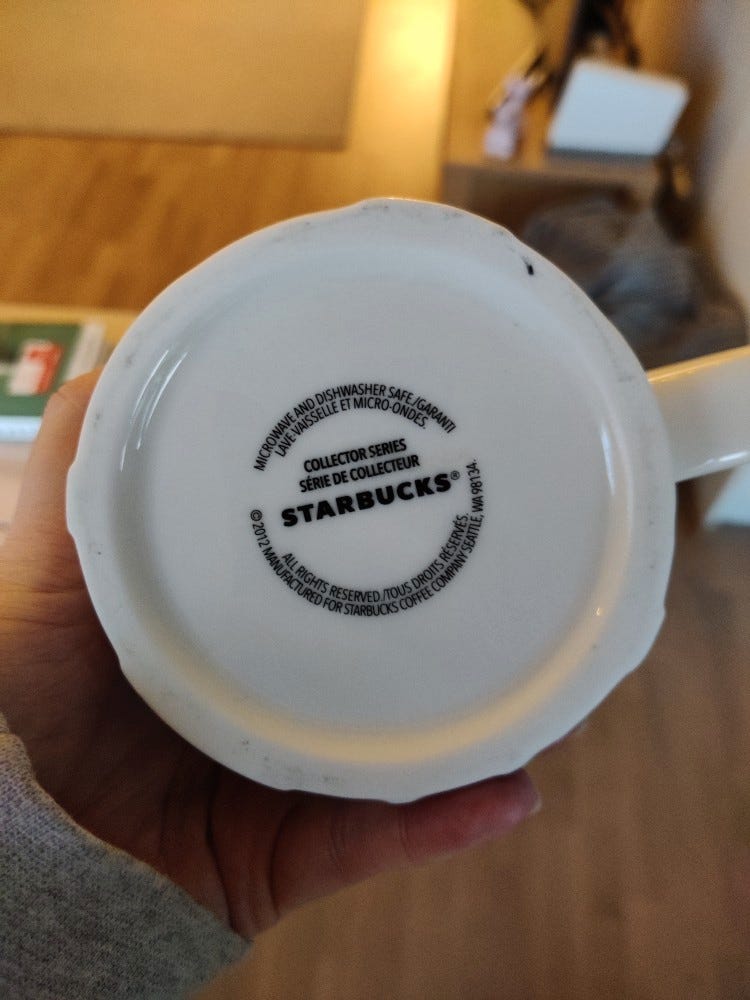 MICROWAVE AND DISHWASHER SAFE./GARANTI
LAVE VAISSELLE ET MICRO-ONDES.
COLLECTOR SERIES
SÉRIE DE COLLECTEUR
STARBUCKS®
ALL RIGHTS RESERVED./TOUS DROITS RÉSERVÉS.
©2012 MANUFACTURED FOR STARBUCKS COFFEE COMPANY SEATTLE, WA 98134.